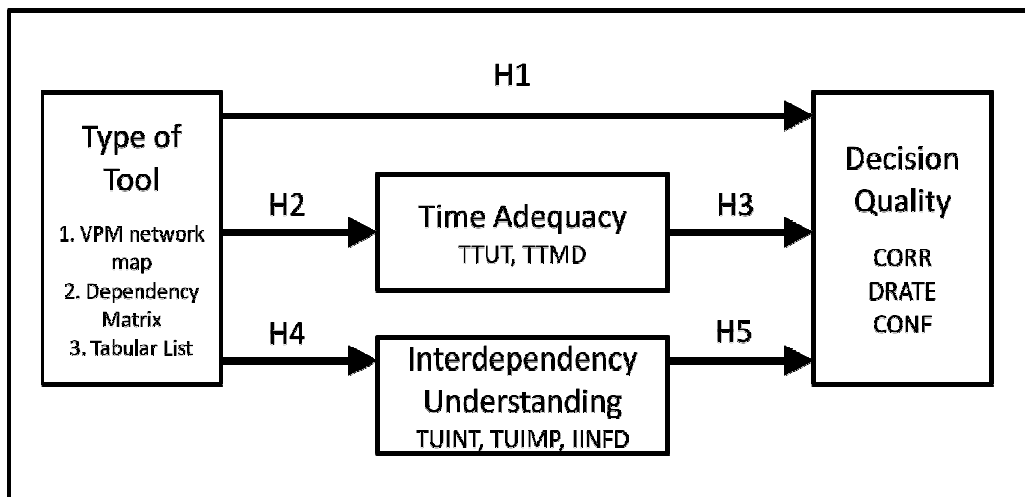 H1
Type of
Tool
1. VPM network
map
2. Dependency
Matrix
3. Tabular List
H2
Time Adequacy
TTUT, TTMD
H3
H4
Interdependency
Understanding
TUINT, TUIMP, IINFD
H5
Decision
Quality
CORR
DRATE
CONF